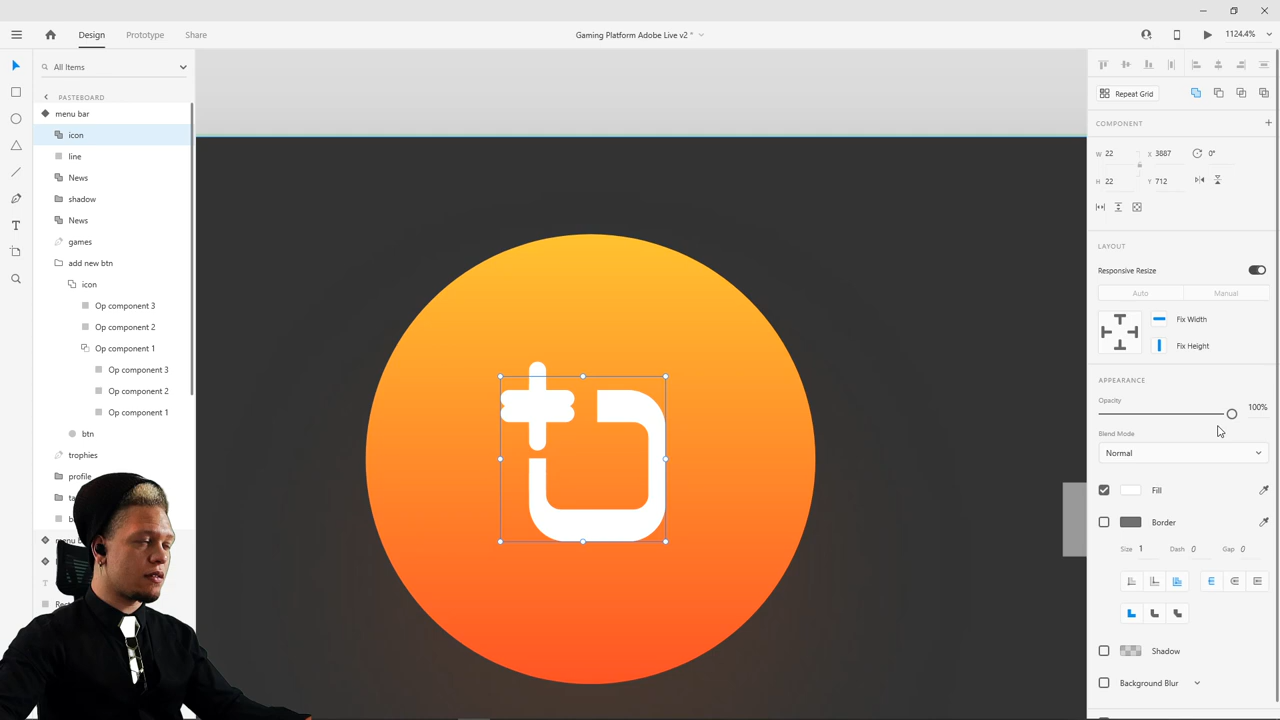 Design
Prototype
Share
Gaming Platform Adobe Live v2 *
1124.4%
All Items
PASTEBOARD
menu bar
icon
line
News
shadow
News
games
add new btn
icon
Op component 3
Op component 2
Op component 1
Op component 3
Op component 2
Op component 1
btn
trophies
profile
Repeat Grid
COMPONENT
W 22
X 3887
0°
H 22
Y 712
LAYOUT
Responsive Resize
Auto
Manual
Fix Width
Fix Height
APPEARANCE
Opacity
100%
Blend Mode
Normal
Fill
Border
Size 1
Dash 0
Gap 0
Shadow
Background Blur